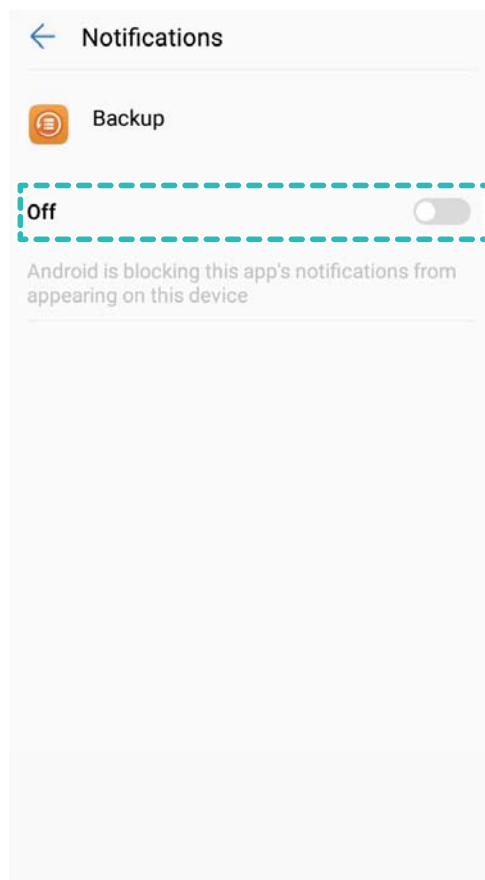 Notifications
Backup
Off
Android is blocking this app's notifications from
appearing on this device